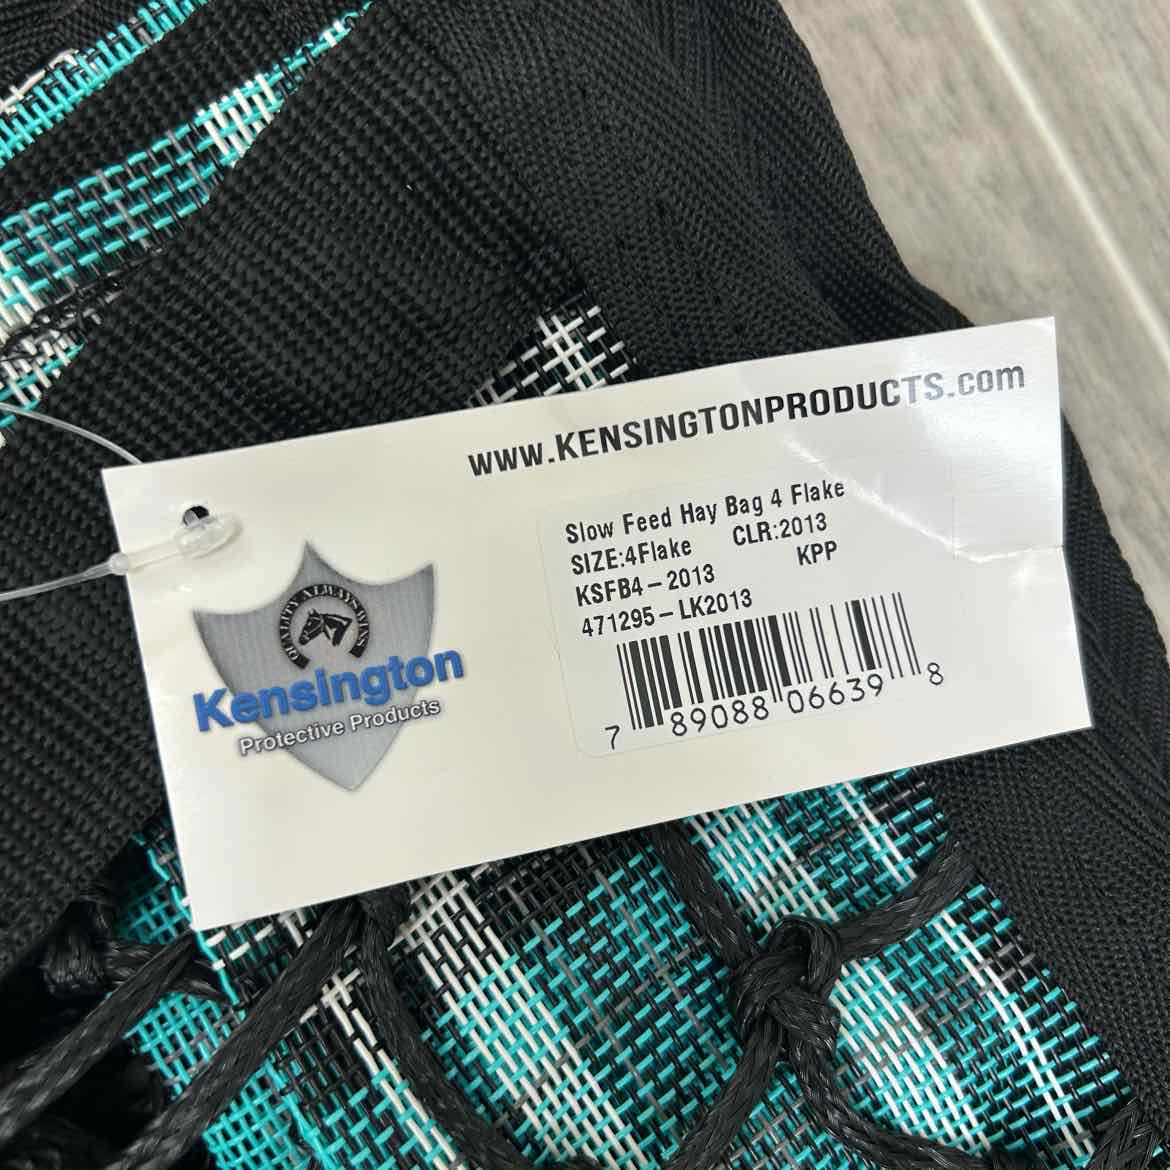 www.KENSINGTONPRODUCTS.com
Slow Feed Hay Bag 4 Flake
SIZE:4Flake CLR:2013
KSFB4-2013 KPP
471295-LK2013
7 89088 06639 8
QUALITY ALWAYS WINS
Kensington
Protective Products